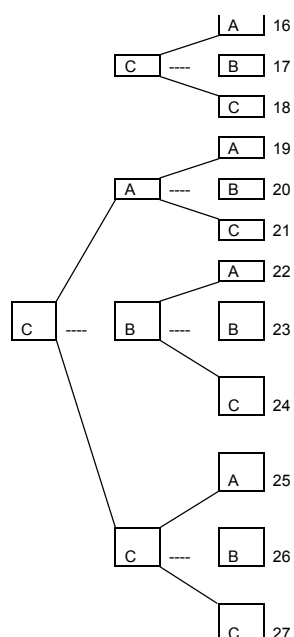 A 16
C ---- B 17
C 18
A 19
A ---- B 20
C 21
A 22
C ---- B ---- B 23
C 24
A 25
C ---- B 26
C 27